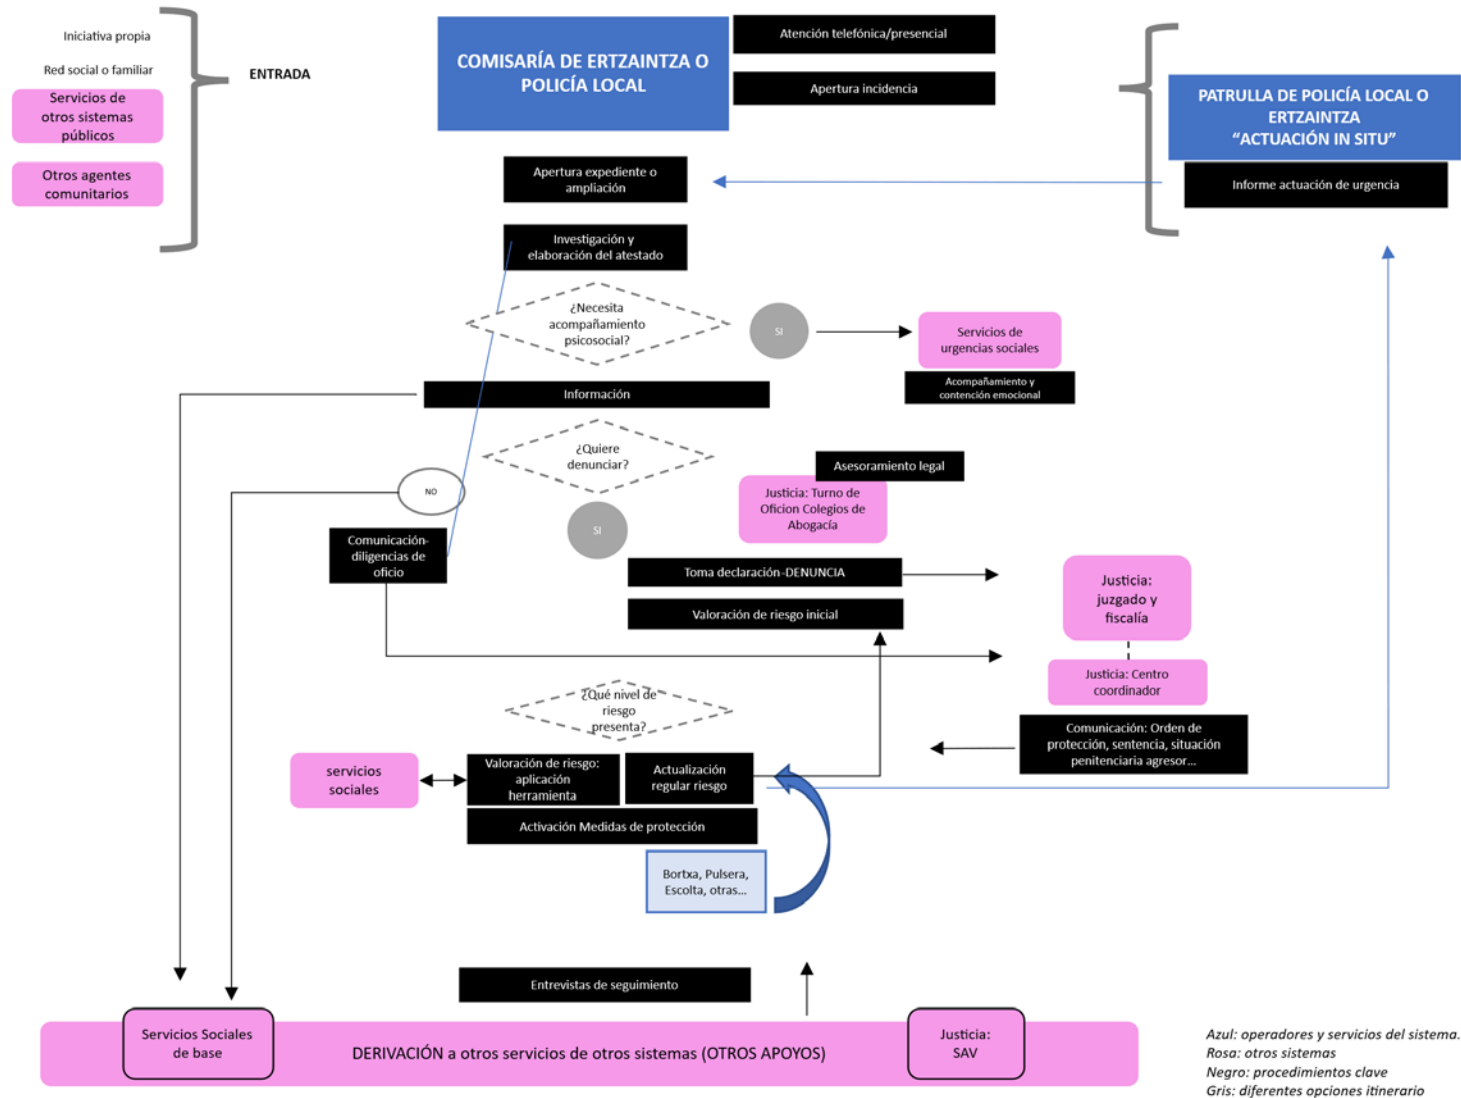 Iniciativa propia
Red social o familiar
Servicios de
otros sistemas
públicos
Otros agentes
comunitarios
ENTRADA
COMISARÍA DE ERTZAINTZA O
POLICÍA LOCAL
Atención telefónica/presencial
Apertura incidencia
PATRULLA DE POLICÍA LOCAL O
ERTZAINTZA
“ACTUACIÓN IN SITU”
Informe actuación de urgencia
Apertura expediente o
ampliación
Investigación y
elaboración del atestado
¿Necesita
acompañamiento
psicosocial?
SI
Servicios de
urgencias sociales
Acompañamiento y
contención emocional
Información
¿Quiere
denunciar?
NO
SI
Asesoramiento legal
Justicia: Turno de
Oficion Colegios de
Abogacía
Comunicación-
diligencias de
oficio
Toma declaración-DENUNCIA
Valoración de riesgo inicial
Justicia:
juzgado y
fiscalía
Justicia: Centro
coordinador
Comunicación: Orden de
protección, sentencia, situación
penitenciaria agresor...
¿Qué nivel de
riesgo
presenta?
servicios
sociales
Valoración de riesgo:
aplicación
herramienta
Actualización
regular riesgo
Activación Medidas de protección
Bortxa, Pulsera,
Escolta, otras...
Entrevistas de seguimiento
Servicios Sociales
de base
DERIVACIÓN a otros servicios de otros sistemas (OTROS APOYOS)
Justicia:
SAV
Azul: operadores y servicios del sistema.
Rosa: otros sistemas
Negro: procedimientos clave
Gris: diferentes opciones itinerario